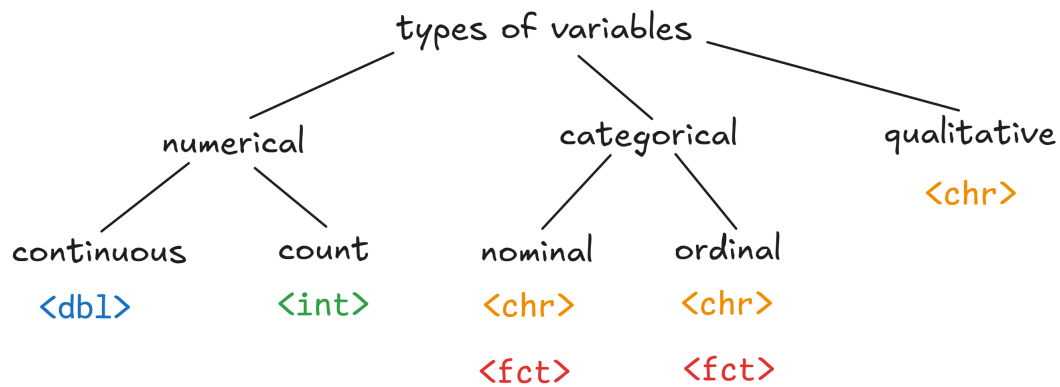 types of variables
numerical
categorical
qualitative
<chr>
continuous
count
nominal
ordinal
<dbl>
<int>
<chr>
<chr>
<fct>
<fct>